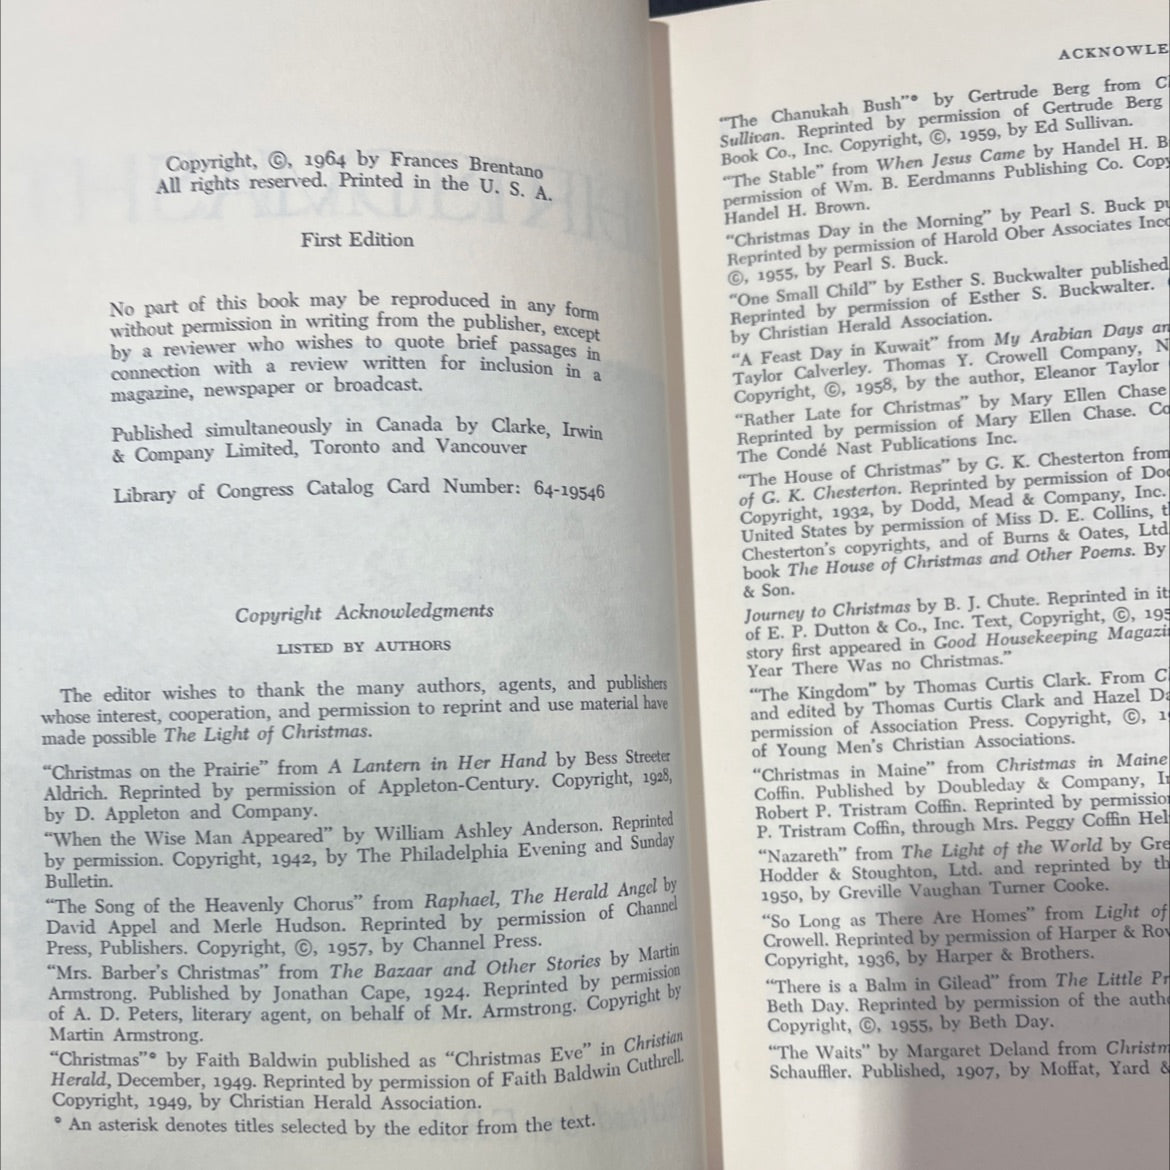 Copyright, ©, 1964 by Frances Brentano
All rights reserved. Printed in the U. S. A.
First Edition
No part of this book may be reproduced in any form
without permission in writing from the publisher, except
by a reviewer who wishes to quote brief passages in
connection with a review written for inclusion in a
magazine, newspaper or broadcast.
Published simultaneously in Canada by Clarke, Irwin
& Company Limited, Toronto and Vancouver
Library of Congress Catalog Card Number: 64-19546
Copyright Acknowledgments
LISTED BY AUTHORS
The editor wishes to thank the many authors, agents, and publishers
whose interest, cooperation, and permission to reprint and use material have
made possible The Light of Christmas.
"Christmas on the Prairie" from A Lantern in Her Hand by Bess Streeter
Aldrich. Reprinted by permission of Appleton-Century. Copyright, 1928,
by D. Appleton and Company.
"When the Wise Man Appeared" by William Ashley Anderson. Reprinted
by permission. Copyright, 1942, by The Philadelphia Evening and Sunday
Bulletin.
"The Song of the Heavenly Chorus" from Raphael, The Herald Angel by
David Appel and Merle Hudson. Reprinted by permission of Channel
Press, Publishers. Copyright, ©, 1957, by Channel Press.
"Mrs. Barber's Christmas" from The Bazaar and Other Stories by Martin
Armstrong. Published by Jonathan Cape, 1924. Reprinted by permission
of A. D. Peters, literary agent, on behalf of Mr. Armstrong. Copyright by
Martin Armstrong.
"Christmas"* by Faith Baldwin published as "Christmas Eve" in Christian
Herald, December, 1949. Reprinted by permission of Faith Baldwin Cuthrell.
Copyright, 1949, by Christian Herald Association.
* An asterisk denotes titles selected by the editor from the text.
ACKNOWLE
"The Chanukah Bush"* by Gertrude Berg from C
Sullivan. Reprinted by permission of Gertrude Berg
Book Co., Inc. Copyright, ©, 1959, by Ed Sullivan.
"The Stable" from When Jesus Came by Handel H. B
permission of Wm. B. Eerdmanns Publishing Co. Copy
Handel H. Brown.
"Christmas Day in the Morning" by Pearl S. Buck pu
Reprinted by permission of Harold Ober Associates Inco
©, 1955, by Pearl S. Buck.
"One Small Child" by Esther S. Buckwalter published
Reprinted by permission of Esther S. Buckwalter.
by Christian Herald Association.
"A Feast Day in Kuwait" from My Arabian Days an
Taylor Calverley. Thomas Y. Crowell Company, N
Copyright, ©, 1958, by the author, Eleanor Taylor
"Rather Late for Christmas" by Mary Ellen Chase
Reprinted by permission of Mary Ellen Chase. Co
The Condé Nast Publications Inc.
"The House of Christmas" by G. K. Chesterton from
of G. K. Chesterton. Reprinted by permission of Dod
Copyright, 1932, by Dodd, Mead & Company, Inc.
United States by permission of Miss D. E. Collins, t
Chesterton's copyrights, and of Burns & Oates, Ltd
book The House of Christmas and Other Poems. By
& Son.
Journey to Christmas by B. J. Chute. Reprinted in it
of E. P. Dutton & Co., Inc. Text, Copyright, ©, 195
story first appeared in Good Housekeeping Magazi
Year There Was no Christmas."
"The Kingdom" by Thomas Curtis Clark. From C
and edited by Thomas Curtis Clark and Hazel Da
permission of Association Press. Copyright, ©, 1
of Young Men's Christian Associations.
"Christmas in Maine" from Christmas in Maine
Coffin. Published by Doubleday & Company, In
Robert P. Tristram Coffin. Reprinted by permissio
P. Tristram Coffin, through Mrs. Peggy Coffin Hel
"Nazareth" from The Light of the World by Gre
Hodder & Stoughton, Ltd. and reprinted by th
1950, by Greville Vaughan Turner Cooke.
"So Long as There Are Homes" from Light of
Crowell. Reprinted by permission of Harper & Rov
Copyright, 1936, by Harper & Brothers.
"There is a Balm in Gilead" from The Little Pr
Beth Day. Reprinted by permission of the auth
Copyright, ©, 1955, by Beth Day.
"The Waits" by Margaret Deland from Christm
Schauffler. Published, 1907, by Moffat, Yard &